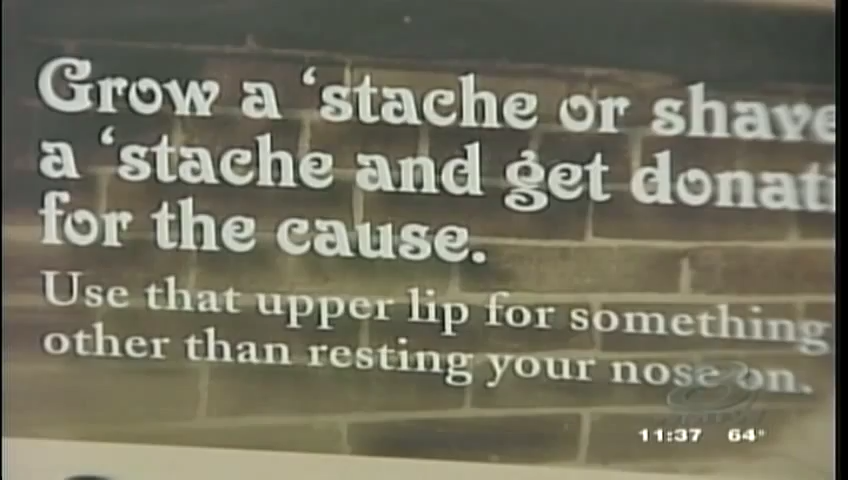 Grow a ‘stache or shave
a ‘stache and get donati
for the cause.
Use that upper lip for something
other than resting your nose on.
11:37 64°